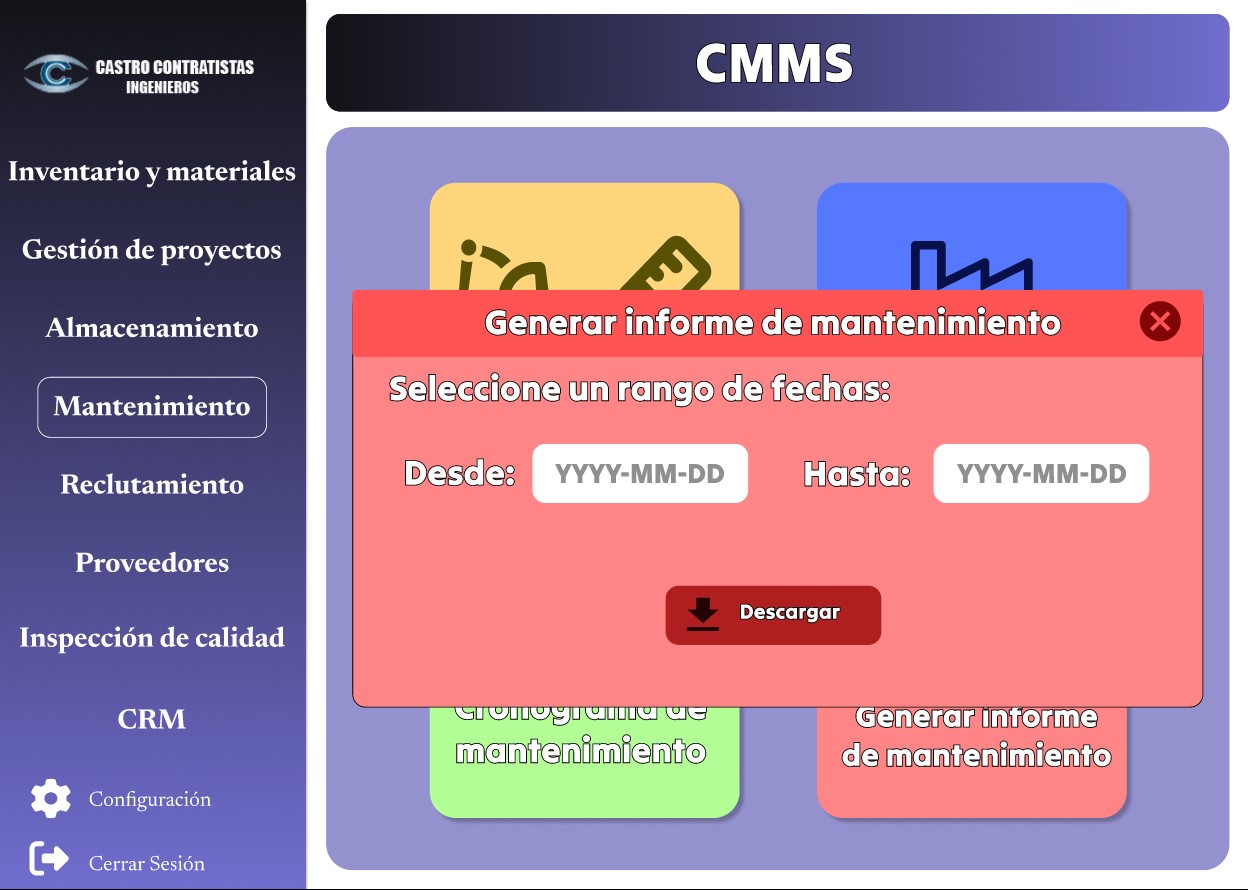 CASTRO CONTRATISTAS
INGENIEROS
Inventario y materiales
Gestión de proyectos
Almacenamiento
Mantenimiento
Reclutamiento
Proveedores
Inspección de calidad
CRM
Configuración
Cerrar Sesión
CMMS
Generar informe de mantenimiento
Seleccione un rango de fechas:
Desde: YYYY-MM-DD Hasta: YYYY-MM-DD
Descargar
Cronograma de
mantenimiento
Generar informe
de mantenimiento